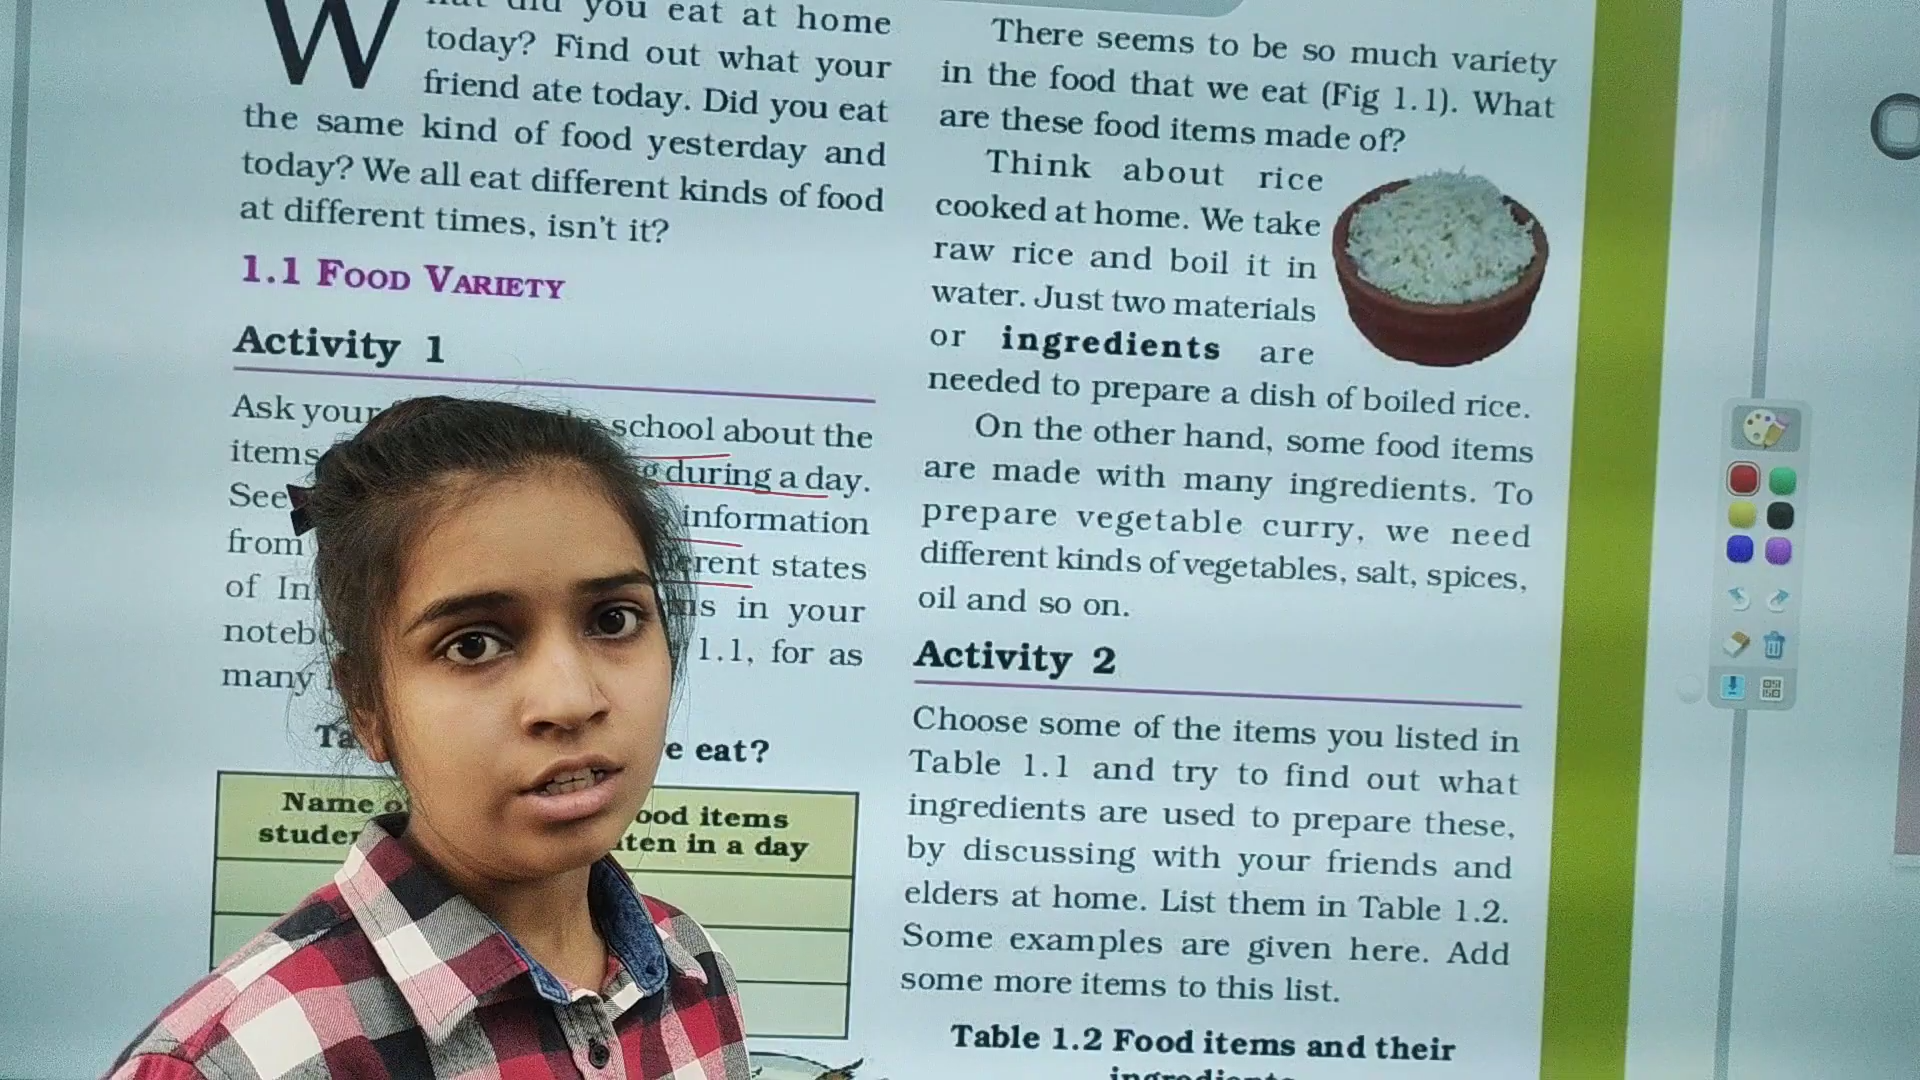 W
you eat at home
today? Find out what your
friend ate today. Did you eat
the same kind of food yesterday and
today? We all eat different kinds of food
at different times, isn't it?
1.1 FOOD VARIETY
Activity 1
Ask your school about the
items during a day.
See information
from states
of in your
1.1, for as
many
eat?
Name
items
in a day
There seems to be so much variety
in the food that we eat (Fig 1.1). What
are these food items made of?
Think about rice
cooked at home. We take
raw rice and boil it in
water. Just two materials
or ingredients are
needed to prepare a dish of boiled rice.
On the other hand, some food items
are made with many ingredients. To
prepare vegetable curry, we need
different kinds of vegetables, salt, spices,
oil and so on.
Activity 2
Choose some of the items you listed in
Table 1.1 and try to find out what
ingredients are used to prepare these,
by discussing with your friends and
elders at home. List them in Table 1.2.
Some examples are given here. Add
some more items to this list.
Table 1.2 Food items and their